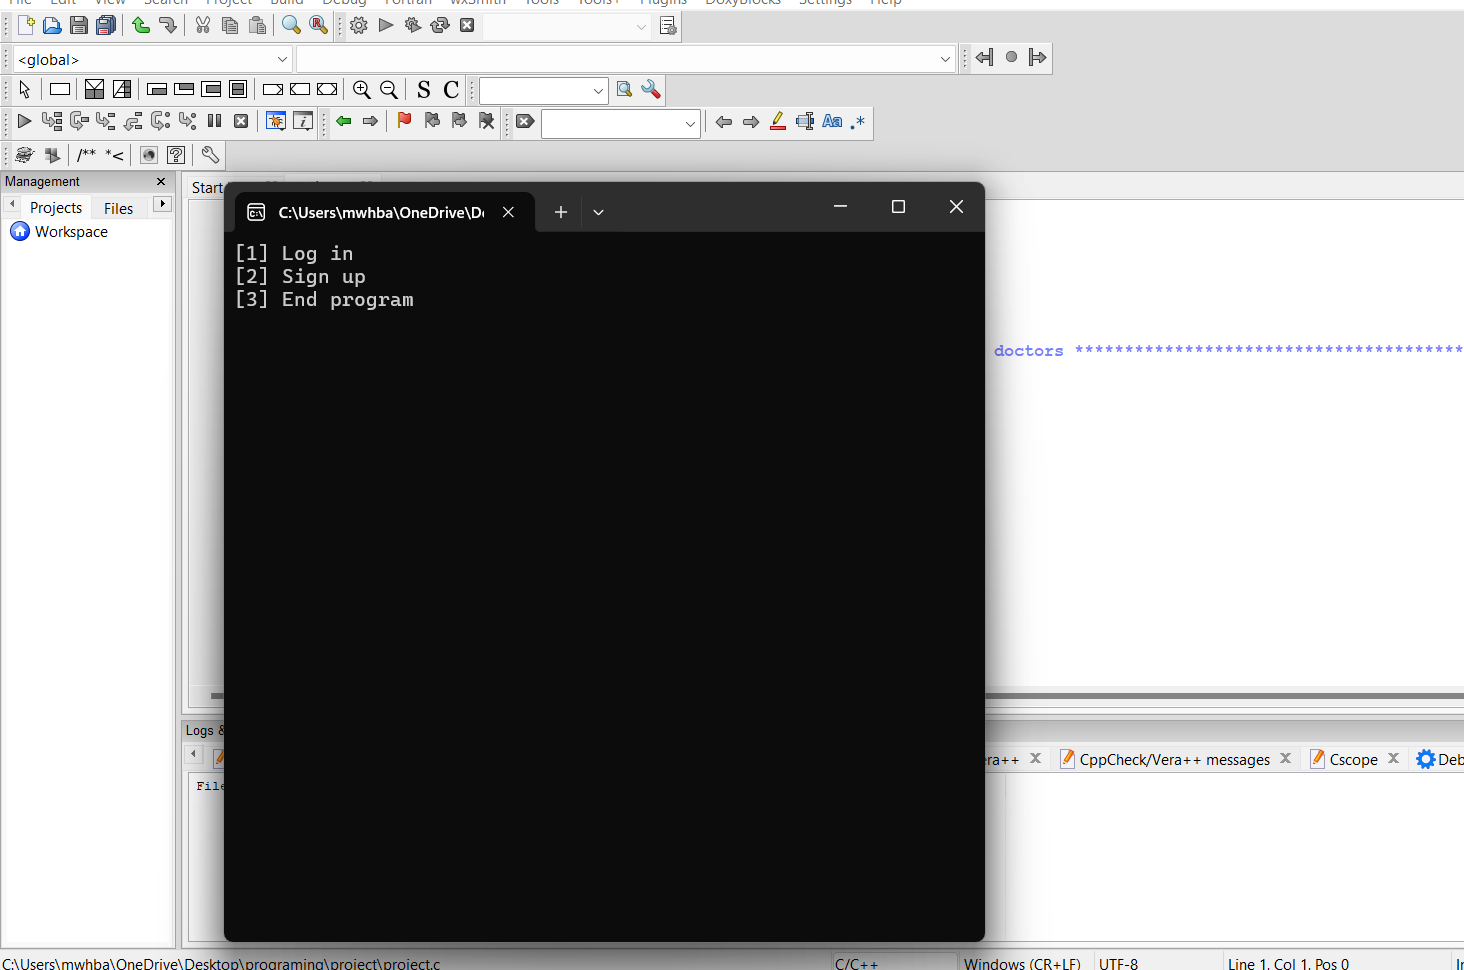 File Edit View Search Project Build Debug Fortran wxSmith Tools Tools+ Plugins DoxyBlocks Settings Help
<global>
S C
/** *<
Aa .*
Management
Projects Files
Workspace
Start
C:\Users\mwhba\OneDrive\De
[1] Log in
[2] Sign up
[3] End program
doctors ***************************************
Logs &
era++ CppCheck/Vera++ messages Cscope Deb
File
C:\Users\mwhba\OneDrive\Desktop\programing\project\project.c C/C++ Windows (CR+LF) UTF-8 Line 1, Col 1, Pos 0